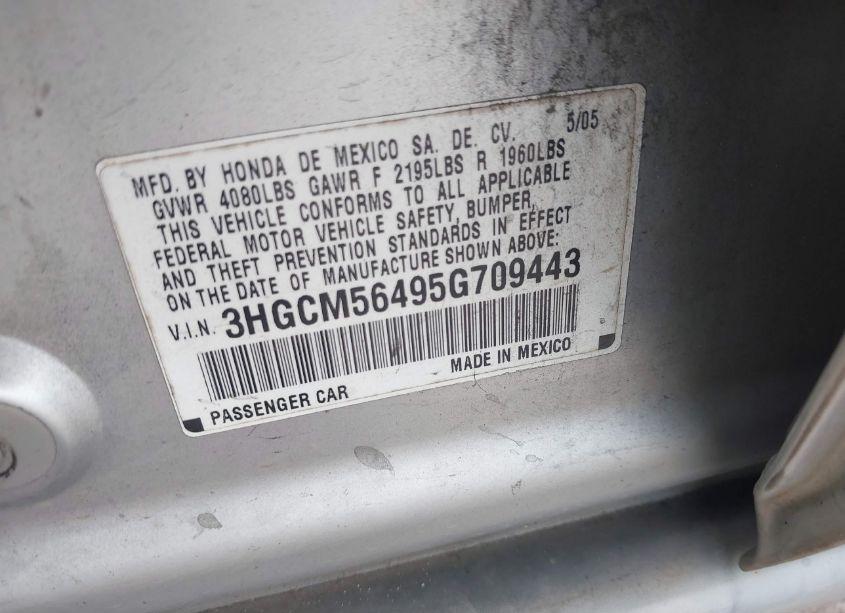 MFD. BY HONDA DE MEXICO SA. DE. CV. 5/05
GVWR 4080LBS GAWR F 2195LBS R 1960LBS
THIS VEHICLE CONFORMS TO ALL APPLICABLE
FEDERAL MOTOR VEHICLE SAFETY, BUMPER,
AND THEFT PREVENTION STANDARDS IN EFFECT
ON THE DATE OF MANUFACTURE SHOWN ABOVE:
V.I.N. 3HGCM56495G709443
PASSENGER CAR MADE IN MEXICO